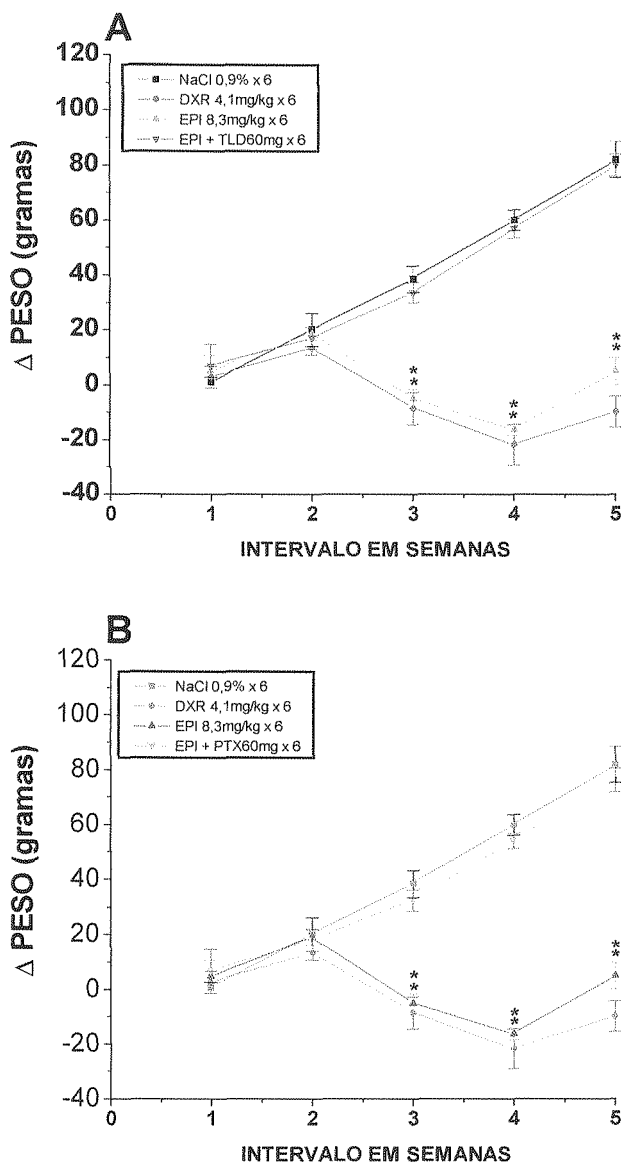 A
120
100
80
60
40
20
0
-20
-40
Δ PESO (gramas)
NaCl 0,9% x 6
DXR 4,1mg/kg x 6
EPI 8,3mg/kg x 6
EPI + TLD60mg x 6
**
**
**
0 1 2 3 4 5
INTERVALO EM SEMANAS
B
120
100
80
60
40
20
0
-20
-40
Δ PESO (gramas)
NaCl 0,9% x 6
DXR 4,1mg/kg x 6
EPI 8,3mg/kg x 6
EPI + PTX60mg x 6
**
**
**
0 1 2 3 4 5
INTERVALO EM SEMANAS